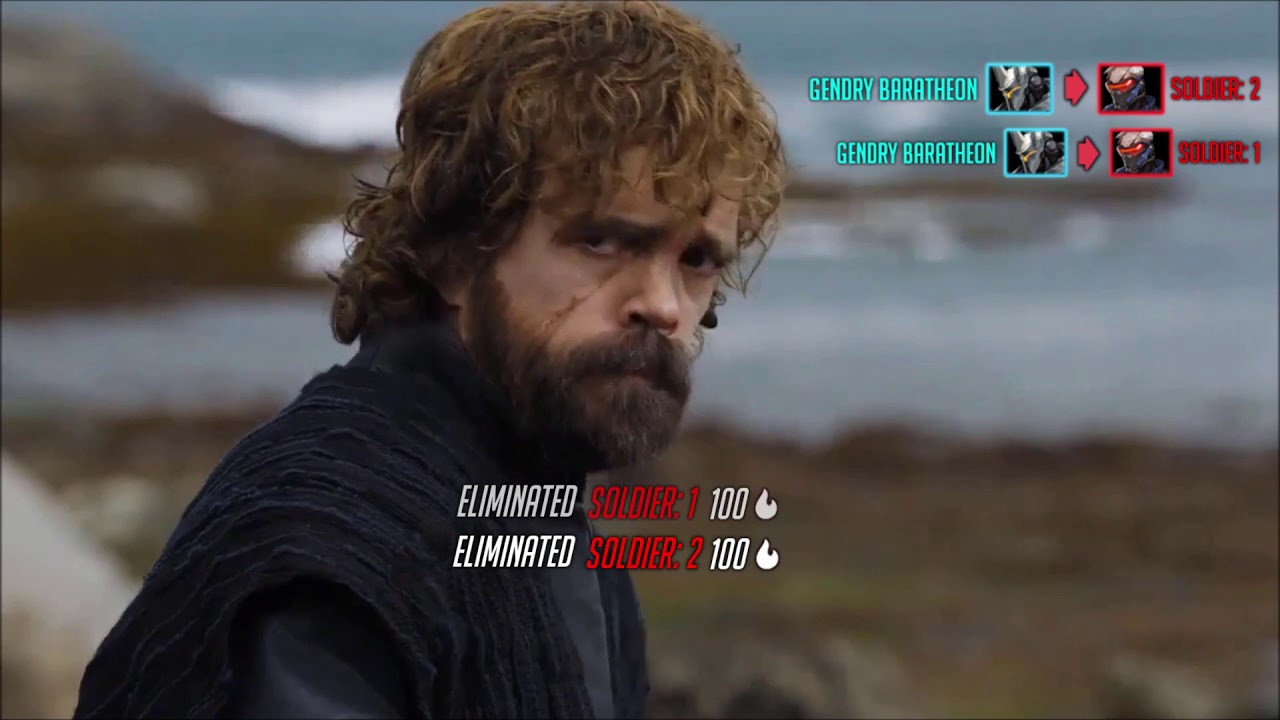 GENDRY BARATHEON SOLDIER: 2
GENDRY BARATHEON SOLDIER: 1
ELIMINATED SOLDIER: 1 100
ELIMINATED SOLDIER: 2 100